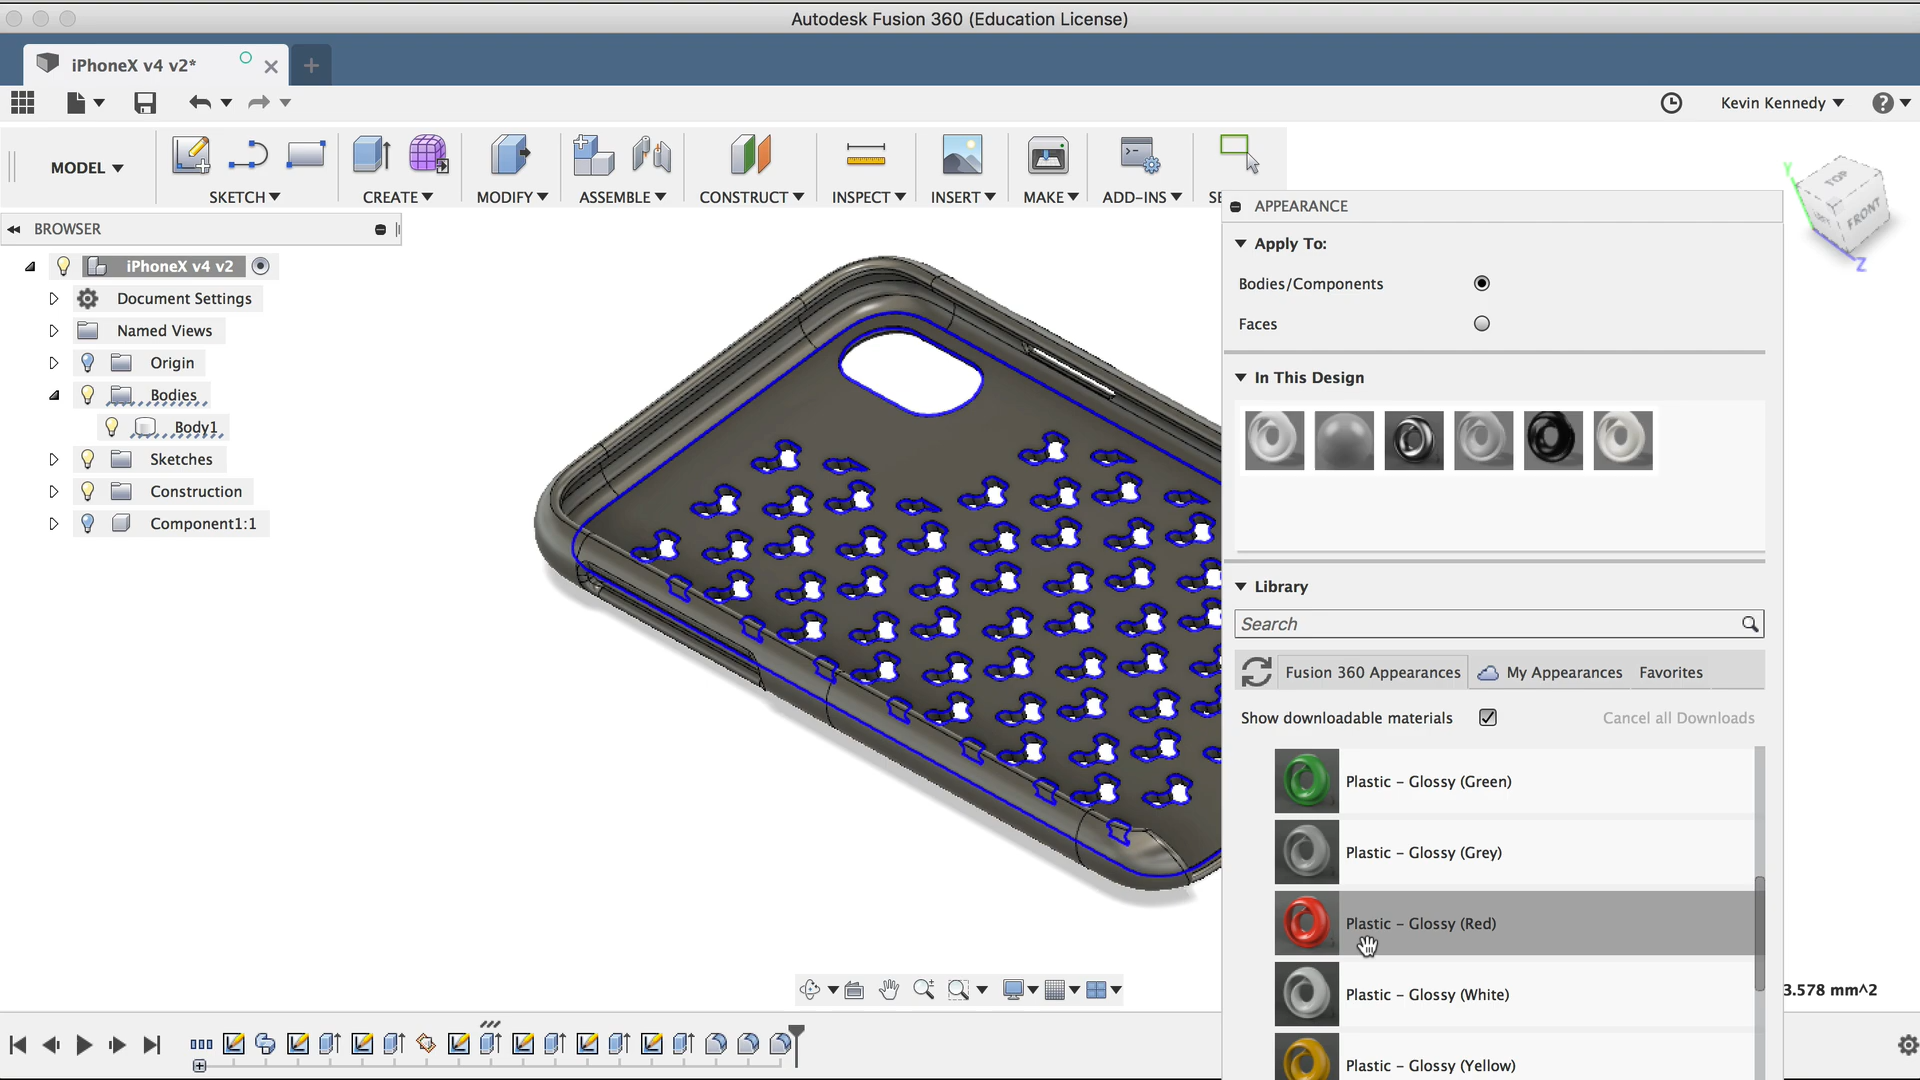 Autodesk Fusion 360 (Education License)
iPhoneX v4 v2*
Kevin Kennedy
MODEL
SKETCH
CREATE
MODIFY
ASSEMBLE
CONSTRUCT
INSPECT
INSERT
MAKE
ADD-INS
TOP
FRONT
Y
Z
BROWSER
iPhoneX v4 v2
Document Settings
Named Views
Origin
Bodies
Body1
Sketches
Construction
Component1:1
APPEARANCE
Apply To:
Bodies/Components
Faces
In This Design
Library
Search
Fusion 360 Appearances
My Appearances
Favorites
Show downloadable materials
Cancel all Downloads
Plastic - Glossy (Green)
Plastic - Glossy (Grey)
Plastic - Glossy (Red)
Plastic - Glossy (White)
Plastic - Glossy (Yellow)
3.578 mm^2